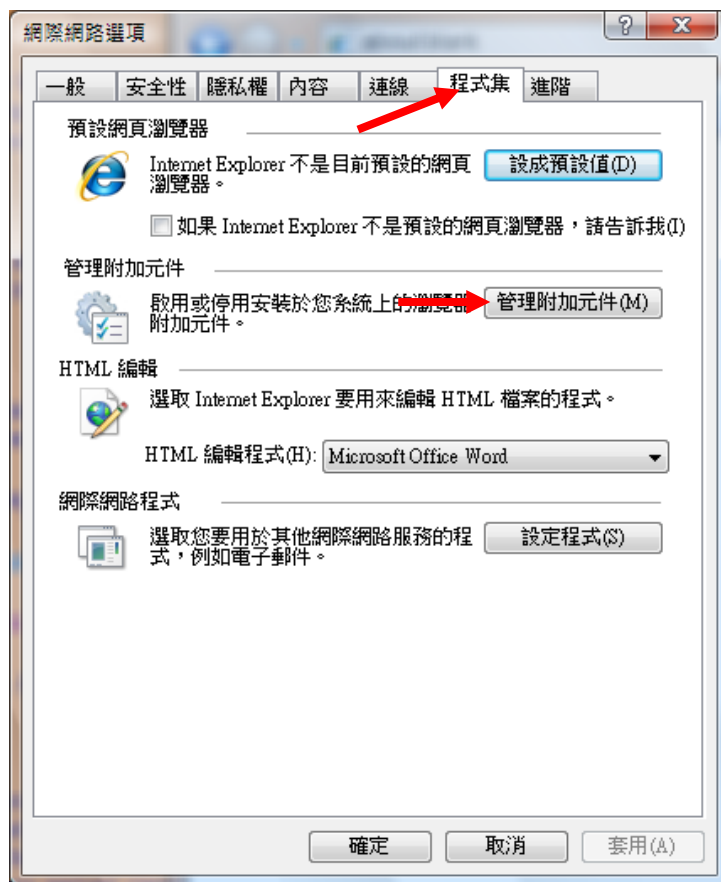 網際網路選項
一般 安全性 隱私權 內容 連線 程式集 進階
預設網頁瀏覽器
Internet Explorer 不是目前預設的網頁
瀏覽器。
設成預設值(D)
如果 Internet Explorer 不是預設的網頁瀏覽器，請告訴我(I)
管理附加元件
啟用或停用安裝於您系統上的瀏覽器
附加元件。
管理附加元件(M)
HTML 編輯
選取 Internet Explorer 要用來編輯 HTML 檔案的程式。
HTML 編輯程式(H): Microsoft Office Word
網際網路程式
選取您要用於其他網際網路服務的程
式，例如電子郵件。
設定程式(S)
確定 取消 套用(A)